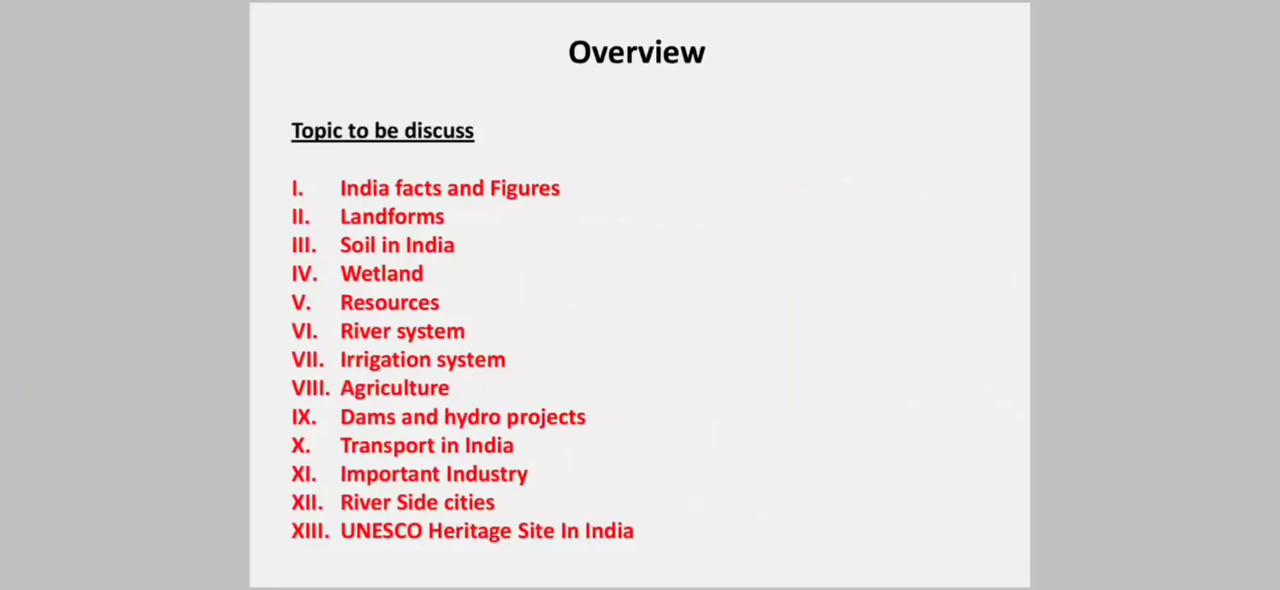 Overview
Topic to be discuss
I. India facts and Figures
II. Landforms
III. Soil in India
IV. Wetland
V. Resources
VI. River system
VII. Irrigation system
VIII. Agriculture
IX. Dams and hydro projects
X. Transport in India
XI. Important Industry
XII. River Side cities
XIII. UNESCO Heritage Site In India